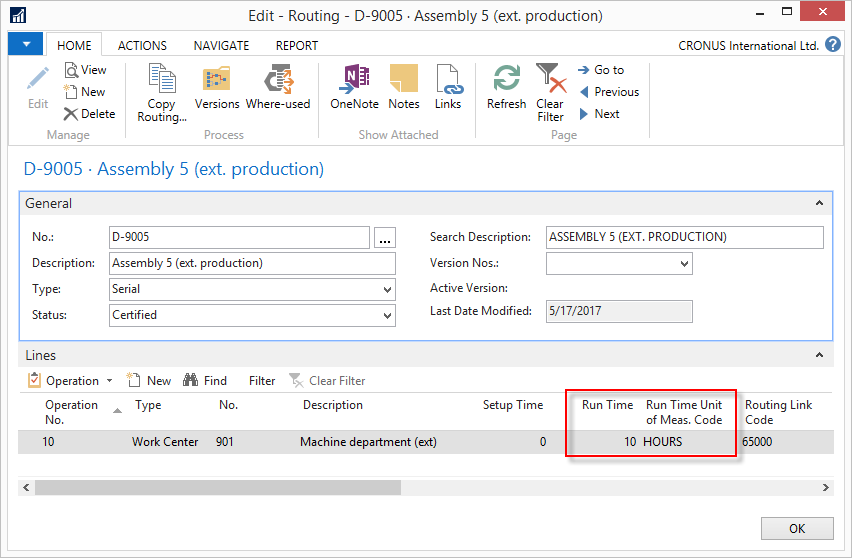 Edit - Routing - D-9005 · Assembly 5 (ext. production)
HOME ACTIONS NAVIGATE REPORT CRONUS International Ltd. ?
Edit
View
New
Delete
Manage
Copy
Routing...
Versions
Where-used
Process
OneNote
Notes
Links
Show Attached
Refresh
Clear
Filter
Go to
Previous
Next
Page
D-9005 · Assembly 5 (ext. production)
General
No.: D-9005 ... Search Description: ASSEMBLY 5 (EXT. PRODUCTION)
Description: Assembly 5 (ext. production) Version Nos.:
Type: Serial Active Version:
Status: Certified Last Date Modified: 5/17/2017
Lines
Operation New Find Filter Clear Filter
Operation Type No. Description Setup Time Run Time Run Time Unit Routing Link
No. of Meas. Code Code
10 Work Center 901 Machine department (ext) 0 10 HOURS 65000
OK